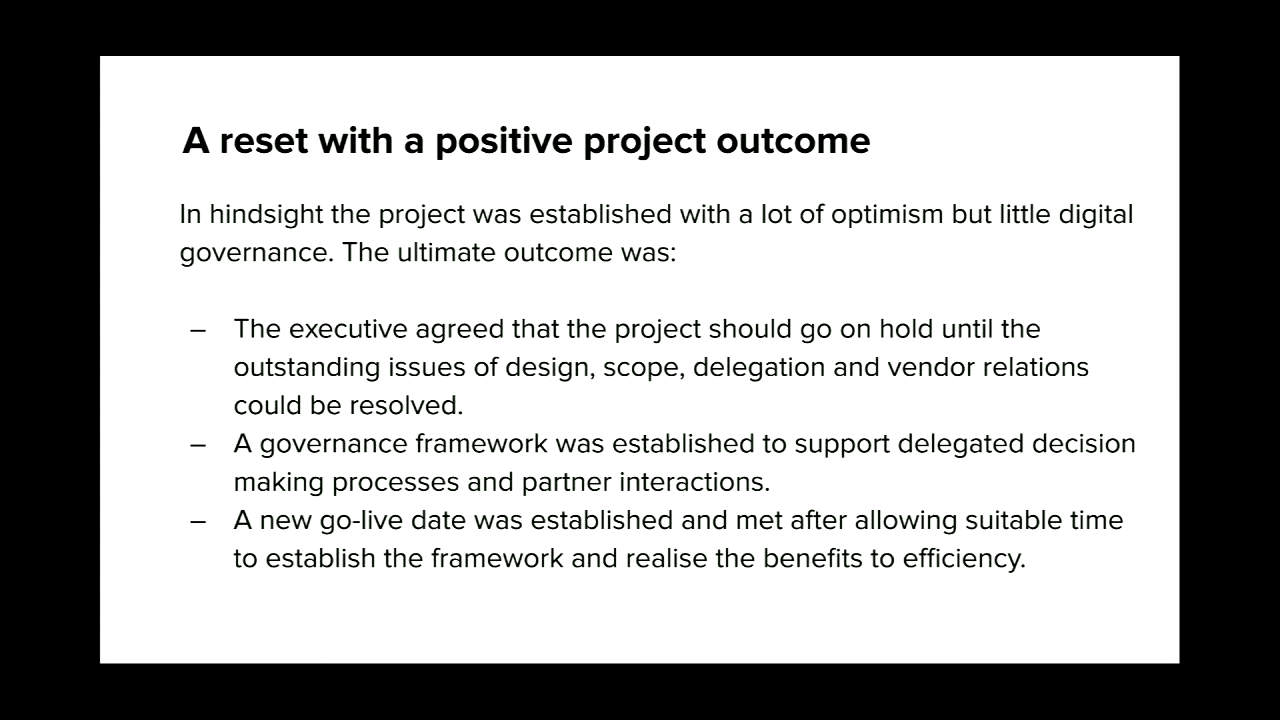 A reset with a positive project outcome
In hindsight the project was established with a lot of optimism but little digital
governance. The ultimate outcome was:
– The executive agreed that the project should go on hold until the
outstanding issues of design, scope, delegation and vendor relations
could be resolved.
– A governance framework was established to support delegated decision
making processes and partner interactions.
– A new go-live date was established and met after allowing suitable time
to establish the framework and realise the benefits to efficiency.